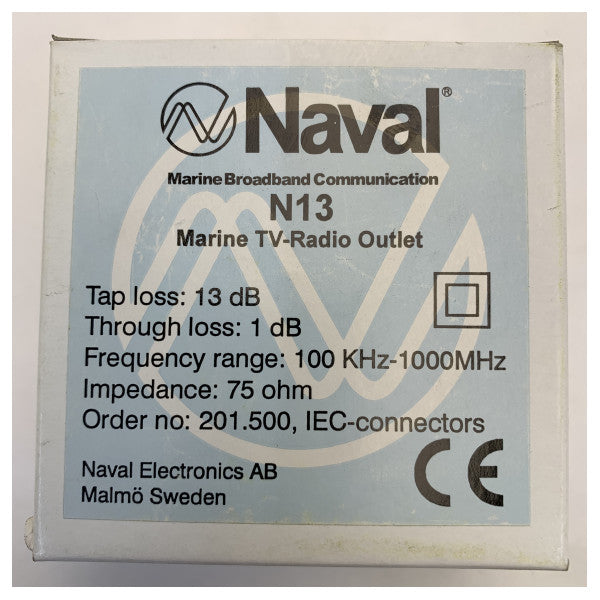 Naval®
Marine Broadband Communication
N13
Marine TV-Radio Outlet
Tap loss: 13 dB
Through loss: 1 dB
Frequency range: 100 KHz-1000MHz
Impedance: 75 ohm
Order no: 201.500, IEC-connectors
Naval Electronics AB
Malmö Sweden
CE